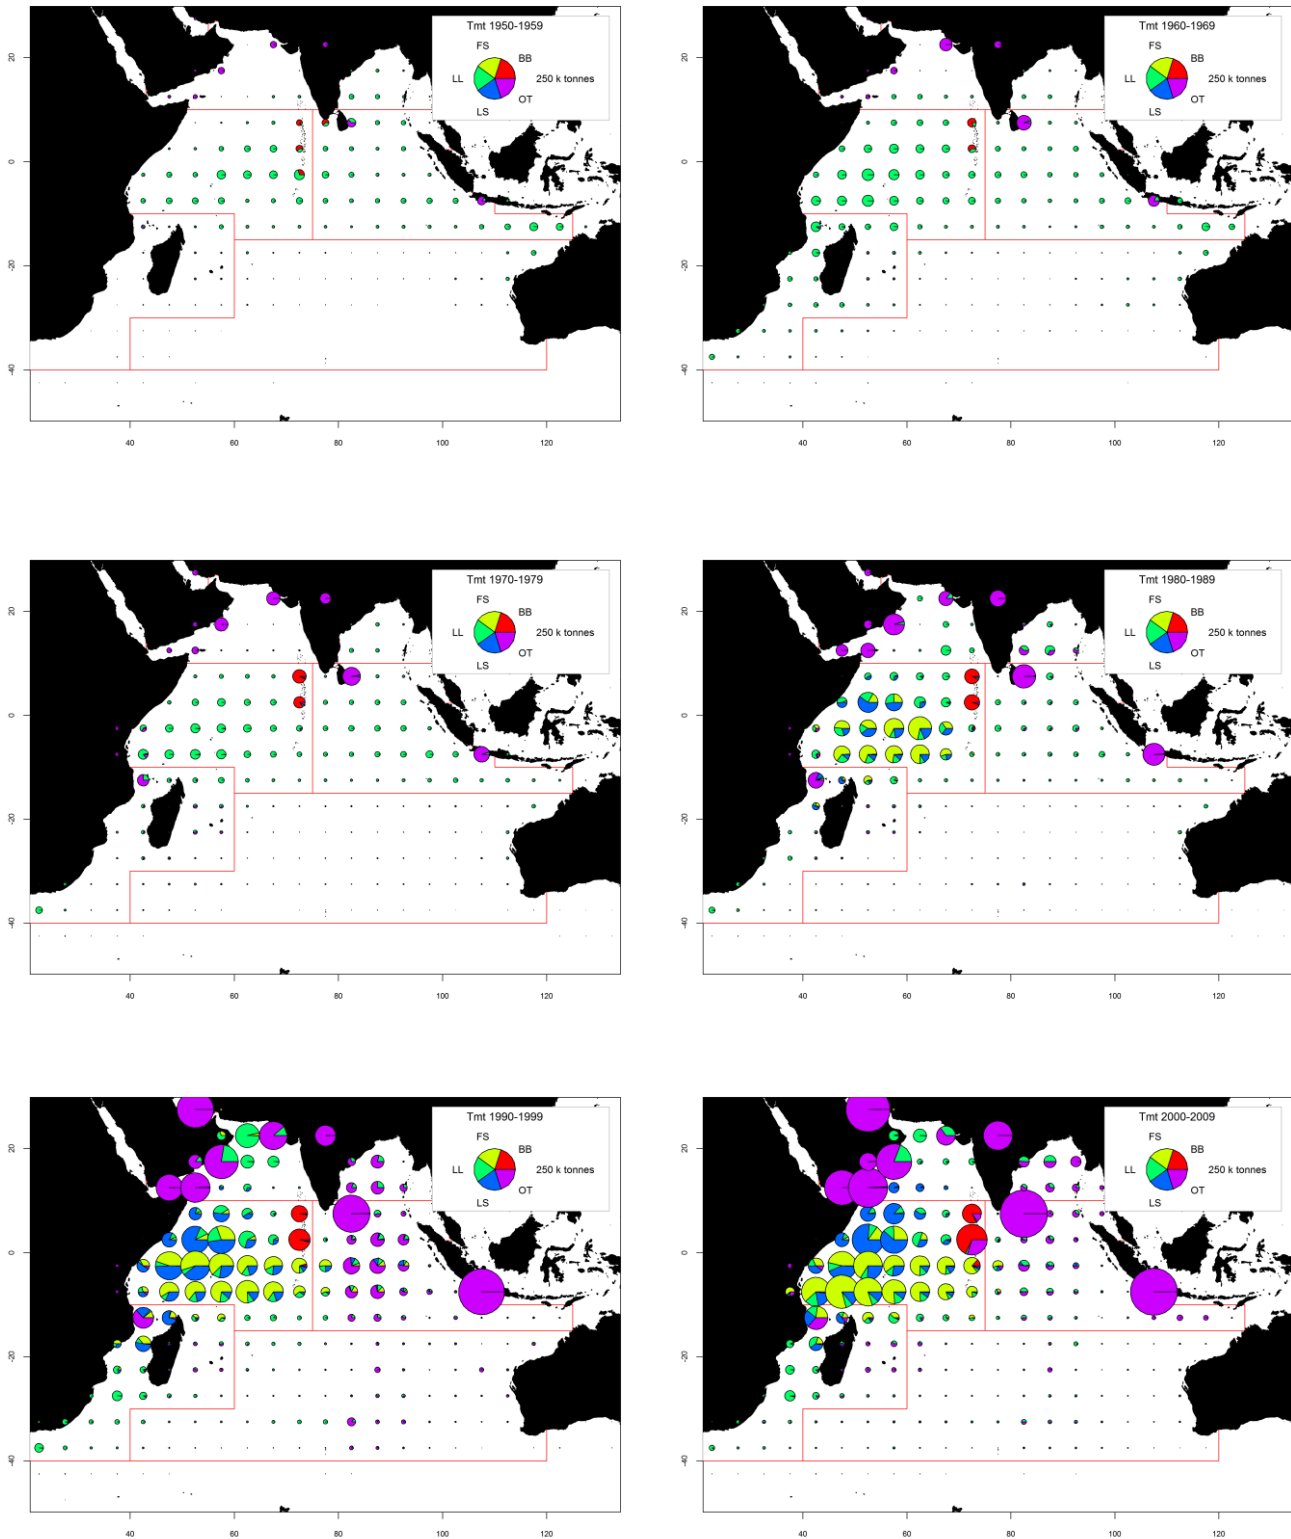 Tmt 1950-1959
FS
BB
LL
250 k tonnes
LS
OT
20
0
-20
-40
40
60
80
100
120
Tmt 1960-1969
FS
BB
LL
250 k tonnes
LS
OT
20
0
-20
-40
40
60
80
100
120
Tmt 1970-1979
FS
BB
LL
250 k tonnes
LS
OT
20
0
-20
-40
40
60
80
100
120
Tmt 1980-1989
FS
BB
LL
250 k tonnes
LS
OT
20
0
-20
-40
40
60
80
100
120
Tmt 1990-1999
FS
BB
LL
250 k tonnes
LS
OT
20
0
-20
-40
40
60
80
100
120
Tmt 2000-2009
FS
BB
LL
250 k tonnes
LS
OT
20
0
-20
-40
40
60
80
100
120